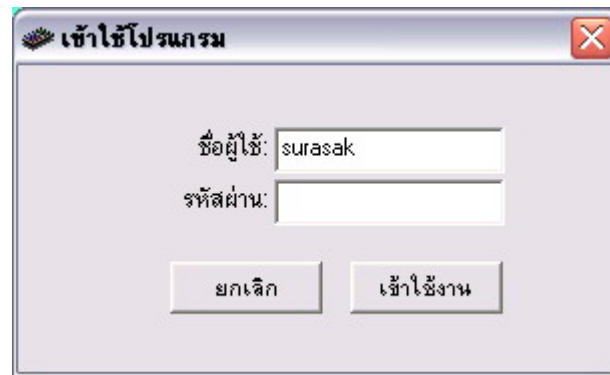 เข้าใช้โปรแกรม
ชื่อผู้ใช้: surasak
รหัสผ่าน:
ยกเลิก เข้าใช้งาน